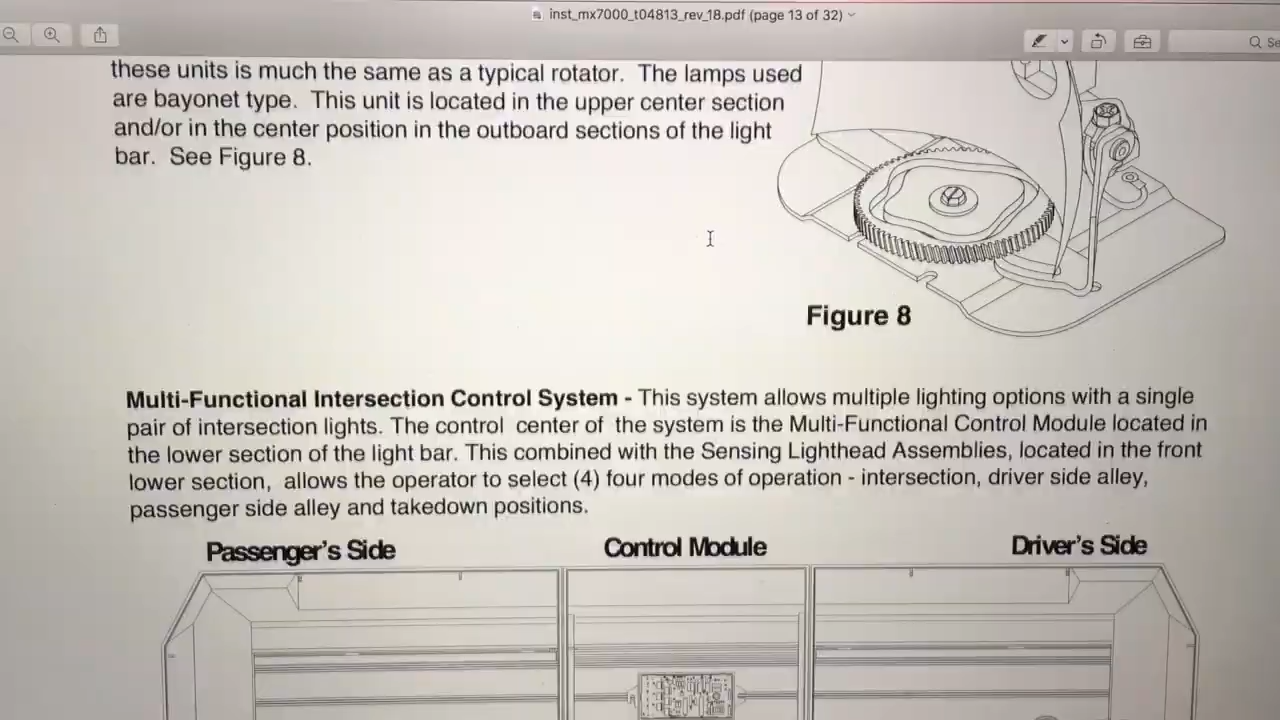 inst_mx7000_t04813_rev_18.pdf (page 13 of 32)
Se
these units is much the same as a typical rotator. The lamps used
are bayonet type. This unit is located in the upper center section
and/or in the center position in the outboard sections of the light
bar. See Figure 8.
Figure 8
Multi-Functional Intersection Control System - This system allows multiple lighting options with a single
pair of intersection lights. The control center of the system is the Multi-Functional Control Module located in
the lower section of the light bar. This combined with the Sensing Lighthead Assemblies, located in the front
lower section, allows the operator to select (4) four modes of operation - intersection, driver side alley,
passenger side alley and takedown positions.
Passenger's Side Control Module Driver's Side